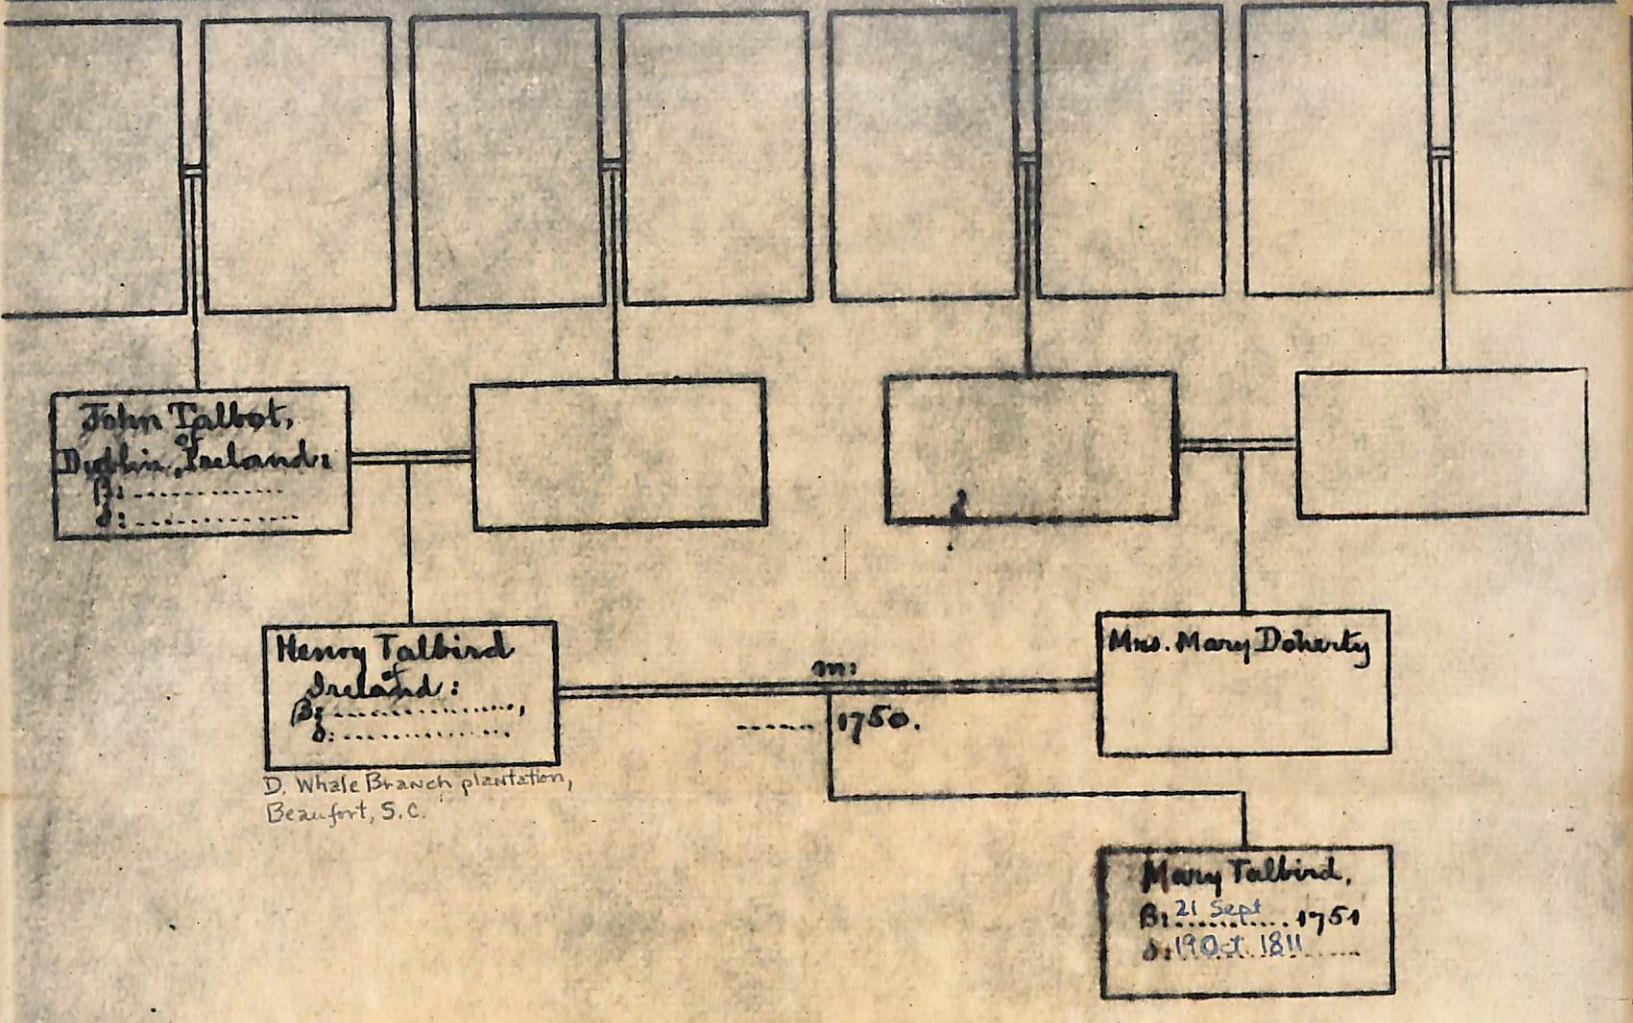 John Talbot,
of
Dublin, Ireland:
B: ...............
d: ...............
Henry Talbird
of
Ireland:
B: ...............,
d: ...............
D. Whale Branch plantation,
Beaufort, S.C.
m:
...... 1750.
Mrs. Mary Doherty
Mary Talbird,
B: 21 Sept ... 1751
d: 19 Oct. 1811 ......